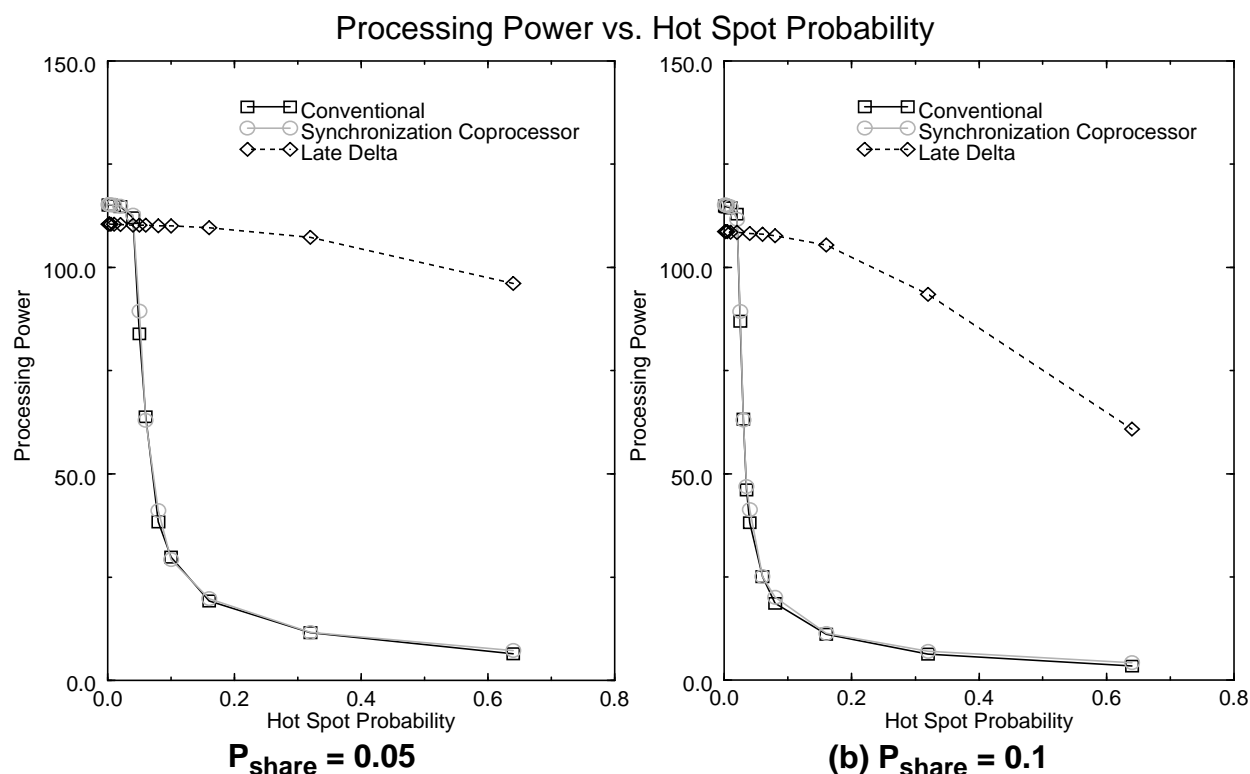 Processing Power vs. Hot Spot Probability
150.0
100.0
50.0
0.0
Processing Power
Conventional
Synchronization Coprocessor
Late Delta
0.0 0.2 0.4 0.6 0.8
Hot Spot Probability
Pshare = 0.05
150.0
100.0
50.0
0.0
Processing Power
Conventional
Synchronization Coprocessor
Late Delta
0.0 0.2 0.4 0.6 0.8
Hot Spot Probability
(b) Pshare = 0.1